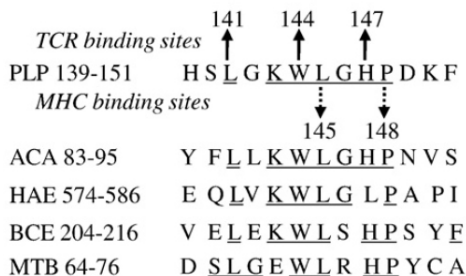 141 144 147
TCR binding sites
PLP 139-151 H S L G K W L G H P D K F
MHC binding sites
145 148
ACA 83-95 Y F L L K W L G H P N V S
HAE 574-586 E Q L V K W L G L P A P I
BCE 204-216 V E L E K W L S H P S Y F
MTB 64-76 D S L G E W L R H P Y C A